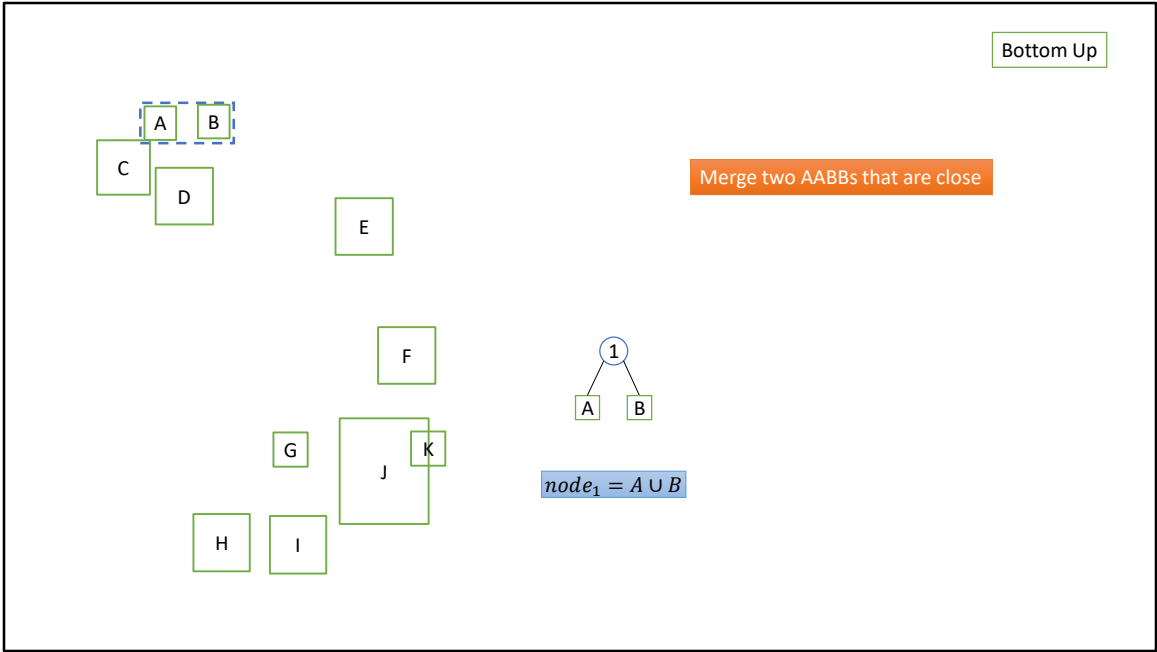 Bottom Up
A
B
C
Merge two AABBs that are close
D
E
1
F
A
B
G
K
J
node₁ = A ∪ B
H
I